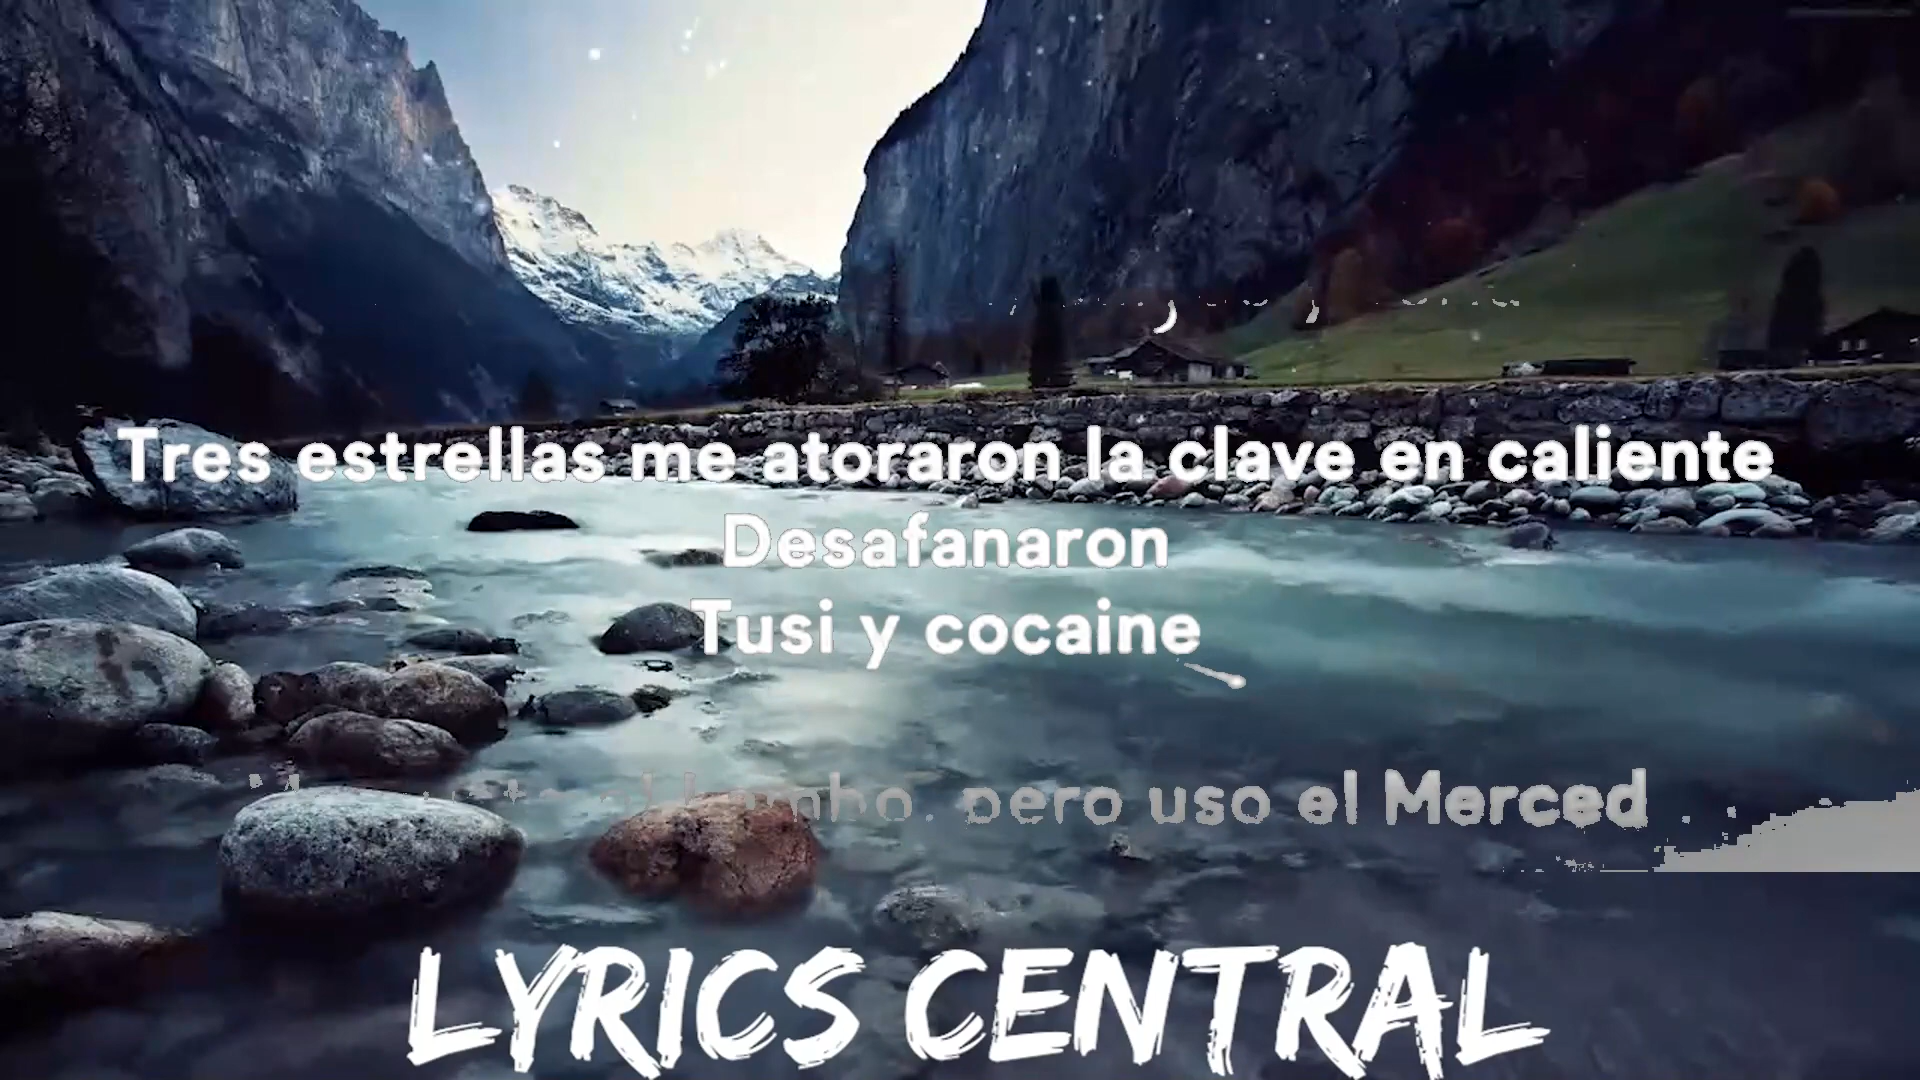 Tres estrellas me atoraron la clave en caliente
Desafanaron
Tusi y cocaine
pero uso el Merced
LYRICS CENTRAL